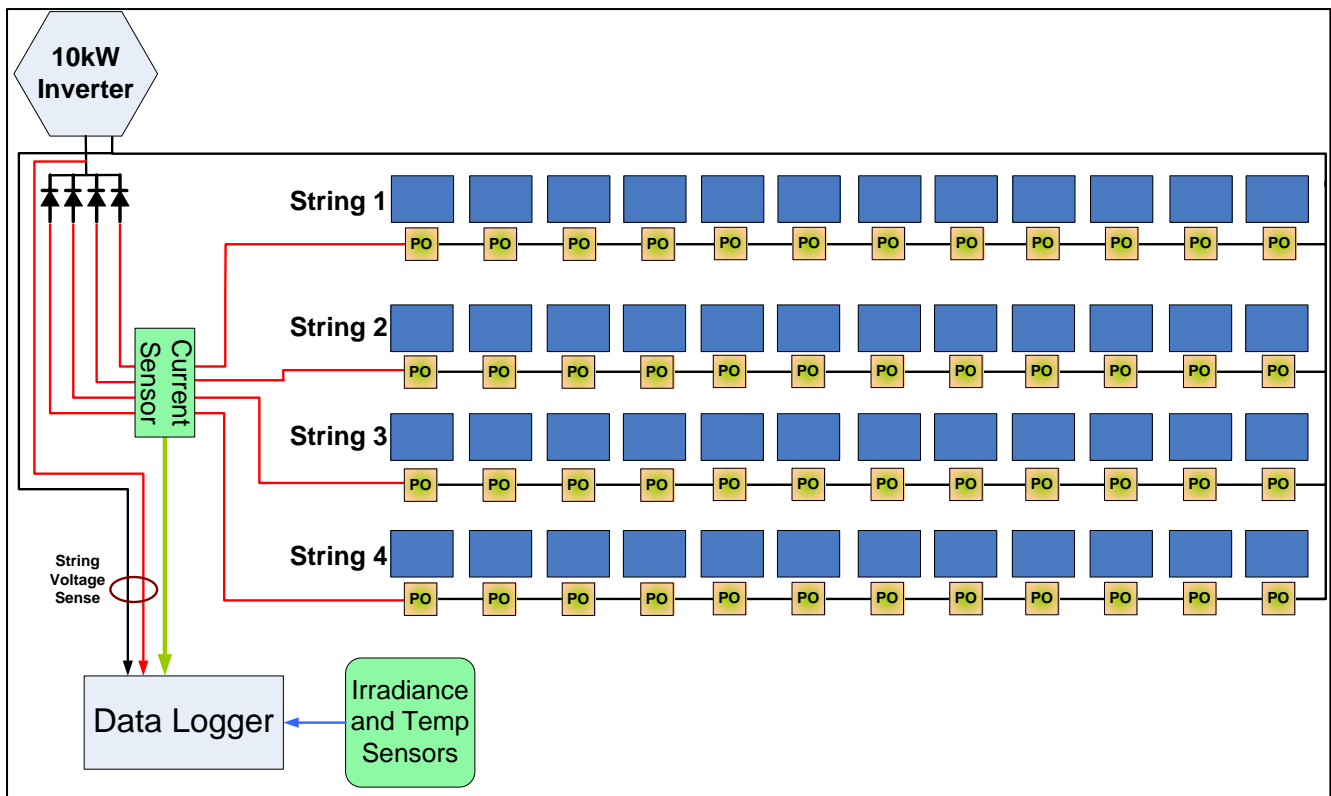 10kW
Inverter
String 1
PO PO PO PO PO PO PO PO PO PO PO PO
String 2
PO PO PO PO PO PO PO PO PO PO PO PO
Current
Sensor
String 3
PO PO PO PO PO PO PO PO PO PO PO PO
String 4
PO PO PO PO PO PO PO PO PO PO PO PO
String
Voltage
Sense
Data Logger
Irradiance
and Temp
Sensors